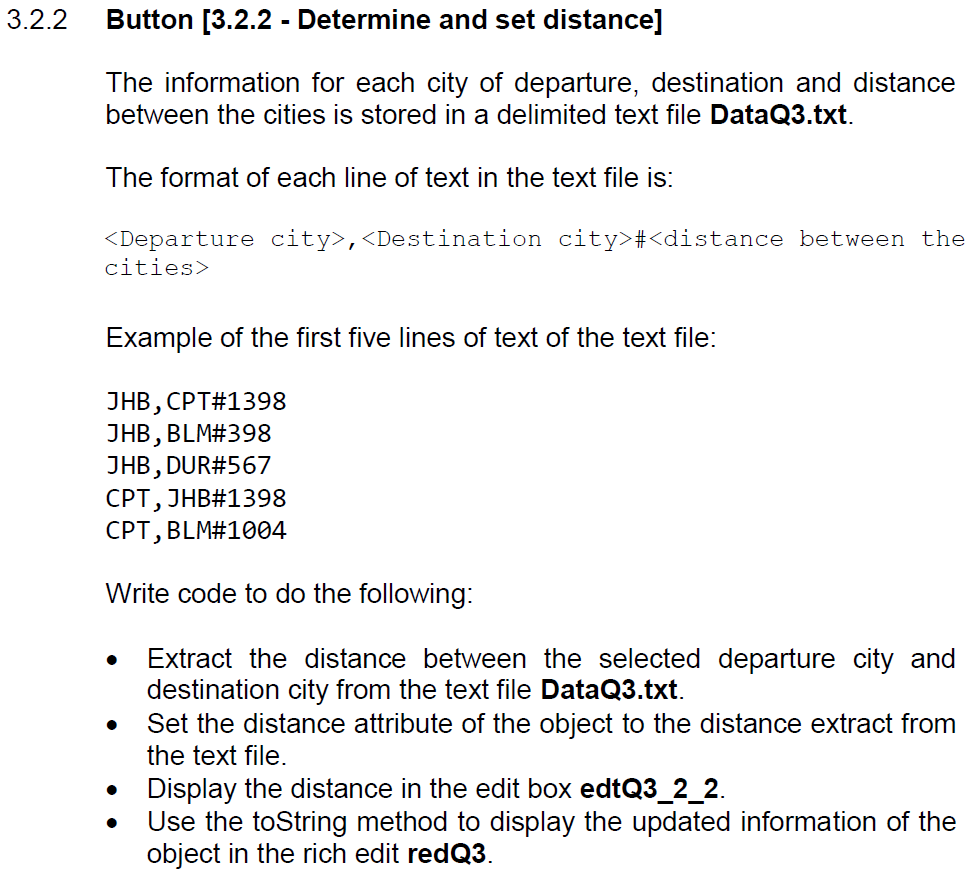 3.2.2 Button [3.2.2 - Determine and set distance]
The information for each city of departure, destination and distance
between the cities is stored in a delimited text file DataQ3.txt.
The format of each line of text in the text file is:
<Departure city>,<Destination city>#<distance between the
cities>
Example of the first five lines of text of the text file:
JHB,CPT#1398
JHB,BLM#398
JHB,DUR#567
CPT,JHB#1398
CPT,BLM#1004
Write code to do the following:
• Extract the distance between the selected departure city and
destination city from the text file DataQ3.txt.
• Set the distance attribute of the object to the distance extract from
the text file.
• Display the distance in the edit box edtQ3_2_2.
• Use the toString method to display the updated information of the
object in the rich edit redQ3.